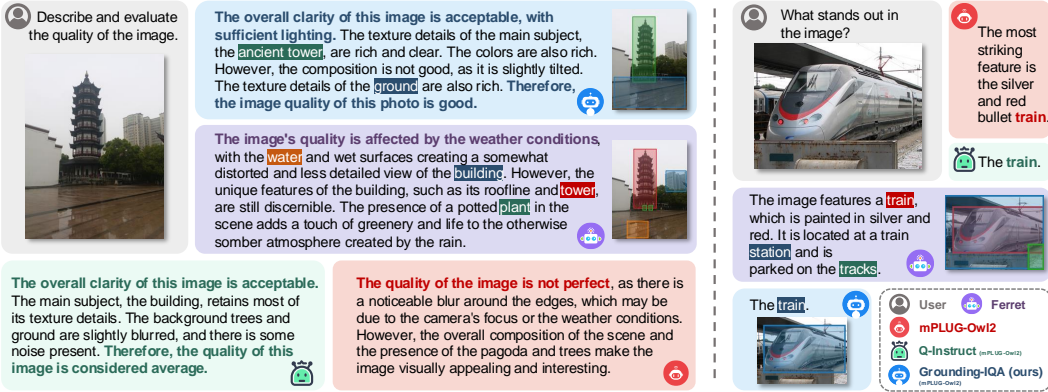 Describe and evaluate
the quality of the image.
The overall clarity of this image is acceptable, with
sufficient lighting. The texture details of the main subject,
the ancient tower, are rich and clear. The colors are also rich.
However, the composition is not good, as it is slightly tilted.
The texture details of the ground are also rich. Therefore,
the image quality of this photo is good.
The image's quality is affected by the weather conditions,
with the water and wet surfaces creating a somewhat
distorted and less detailed view of the building. However, the
unique features of the building, such as its roofline and tower,
are still discernible. The presence of a potted plant in the
scene adds a touch of greenery and life to the otherwise
somber atmosphere created by the rain.
The overall clarity of this image is acceptable.
The main subject, the building, retains most of
its texture details. The background trees and
ground are slightly blurred, and there is some
noise present. Therefore, the quality of this
image is considered average.
The quality of the image is not perfect, as there is
a noticeable blur around the edges, which may be
due to the camera's focus or the weather conditions.
However, the overall composition of the scene and
the presence of the pagoda and trees make the
image visually appealing and interesting.
What stands out in
the image?
The most
striking
feature is
the silver
and red
bullet train.
The train.
The image features a train,
which is painted in silver and
red. It is located at a train
station and is
parked on the tracks.
The train.
User
Ferret
mPLUG-Owl2
Q-Instruct (mPLUG-Owl2)
Grounding-IQA (ours)
(mPLUG-Owl2)